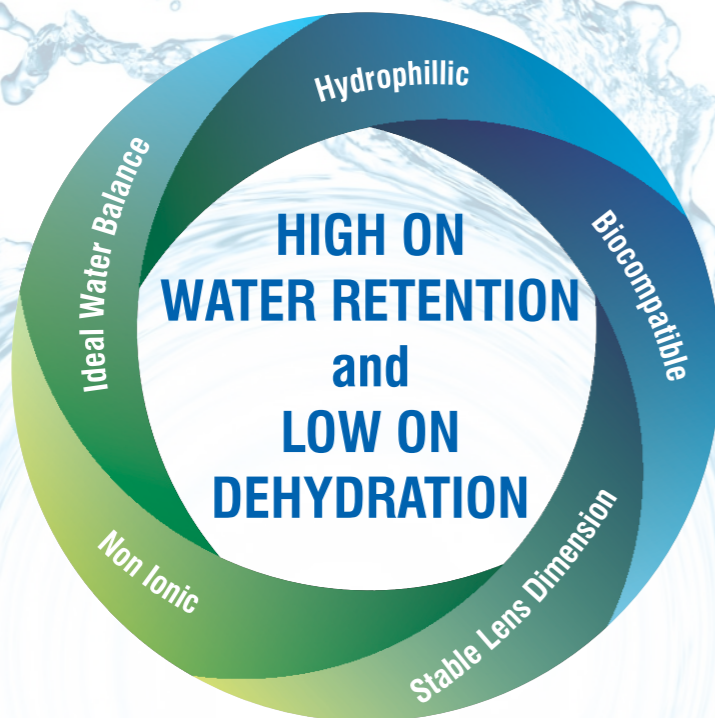 Hydrophillic
Biocompatible
Stable Lens Dimension
Non Ionic
Ideal Water Balance
HIGH ON
WATER RETENTION
and
LOW ON
DEHYDRATION